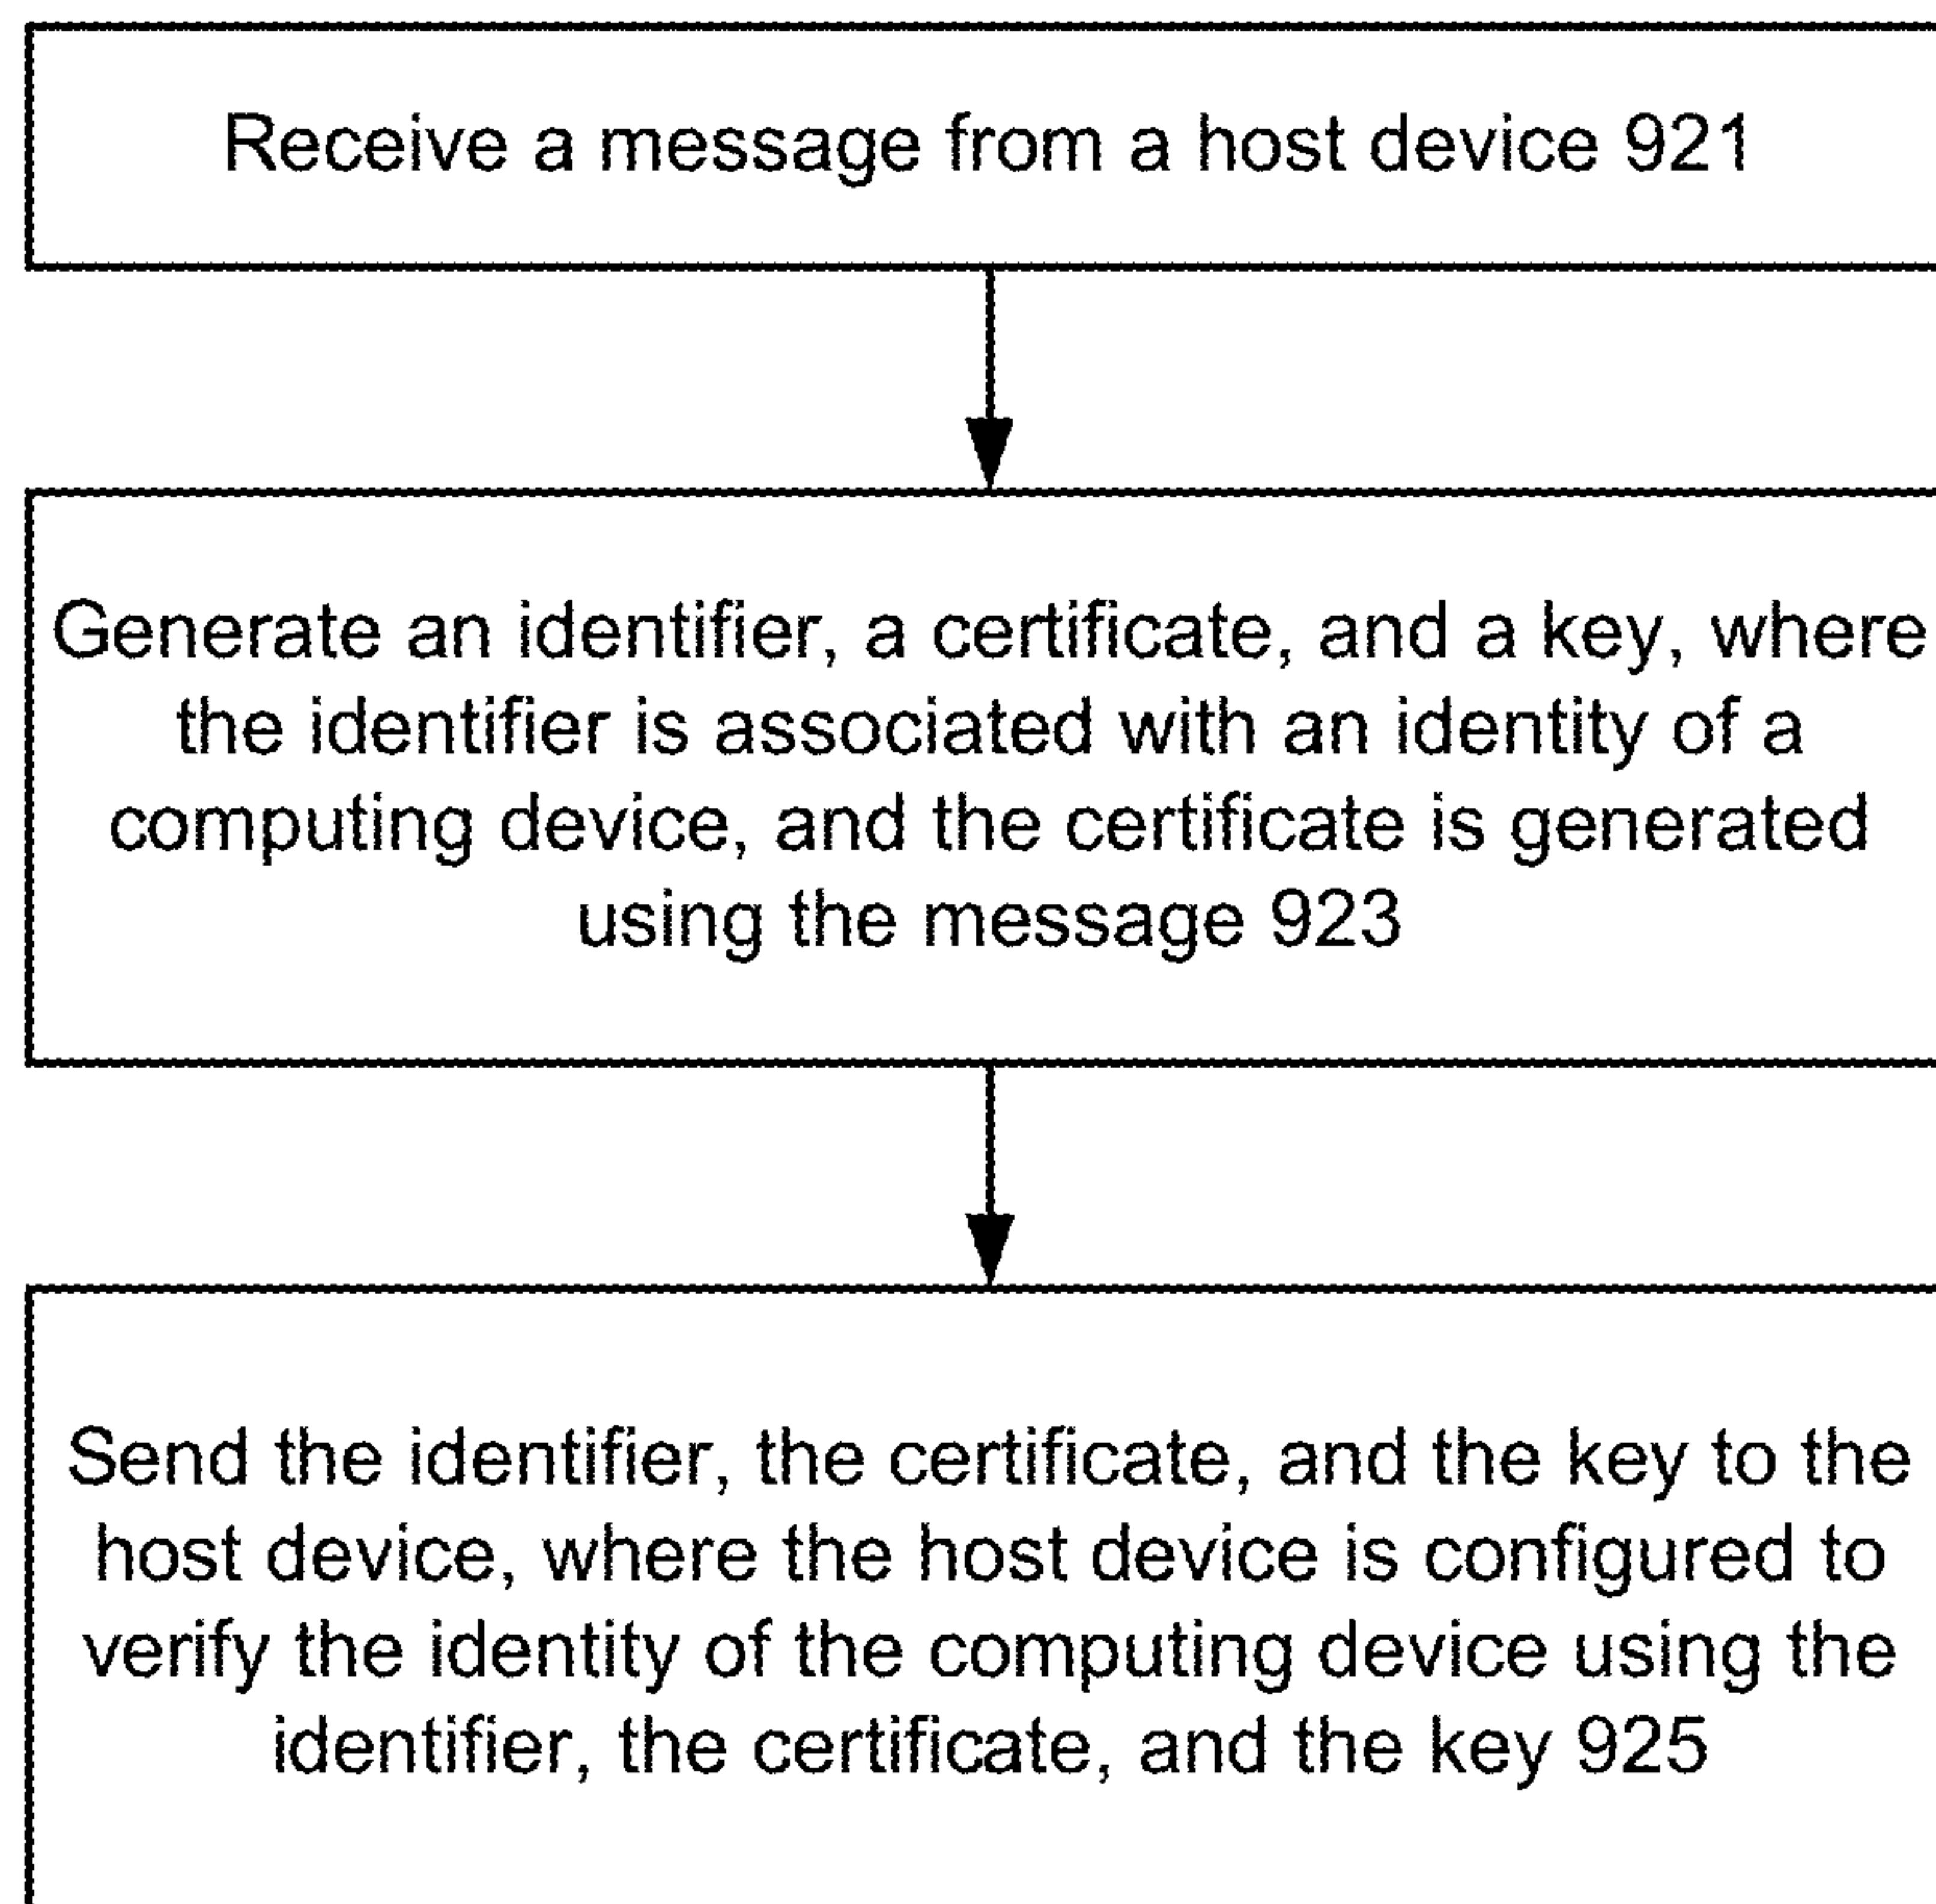 Receive a message from a host device 921
Generate an identifier, a certificate, and a key, where
the identifier is associated with an identity of a
computing device, and the certificate is generated
using the message 923
Send the identifier, the certificate, and the key to the
host device, where the host device is configured to
verify the identity of the computing device using the
identifier, the certificate, and the key 925